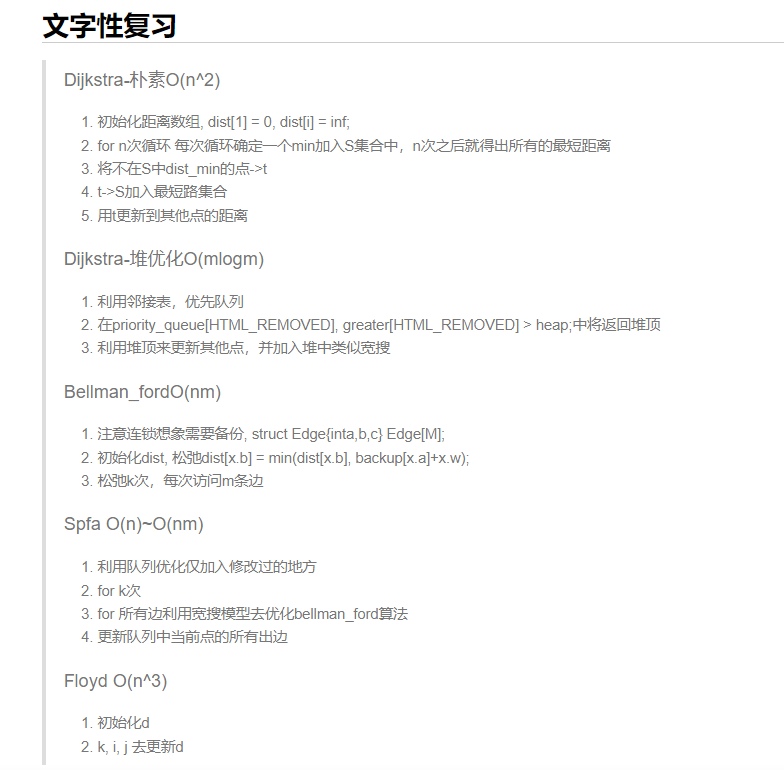 文字性复习
Dijkstra-朴素O(n^2)
1. 初始化距离数组, dist[1] = 0, dist[i] = inf;
2. for n次循环 每次循环确定一个min加入S集合中，n次之后就得出所有的最短距离
3. 将不在S中dist_min的点->t
4. t->S加入最短路集合
5. 用t更新到其他点的距离
Dijkstra-堆优化O(mlogm)
1. 利用邻接表，优先队列
2. 在priority_queue[HTML_REMOVED], greater[HTML_REMOVED] > heap;中将返回堆顶
3. 利用堆顶来更新其他点，并加入堆中类似宽搜
Bellman_fordO(nm)
1. 注意连锁想象需要备份, struct Edge{inta,b,c} Edge[M];
2. 初始化dist, 松弛dist[x.b] = min(dist[x.b], backup[x.a]+x.w);
3. 松弛k次，每次访问m条边
Spfa O(n)~O(nm)
1. 利用队列优化仅加入修改过的地方
2. for k次
3. for 所有边利用宽搜模型去优化bellman_ford算法
4. 更新队列中当前点的所有出边
Floyd O(n^3)
1. 初始化d
2. k, i, j 去更新d